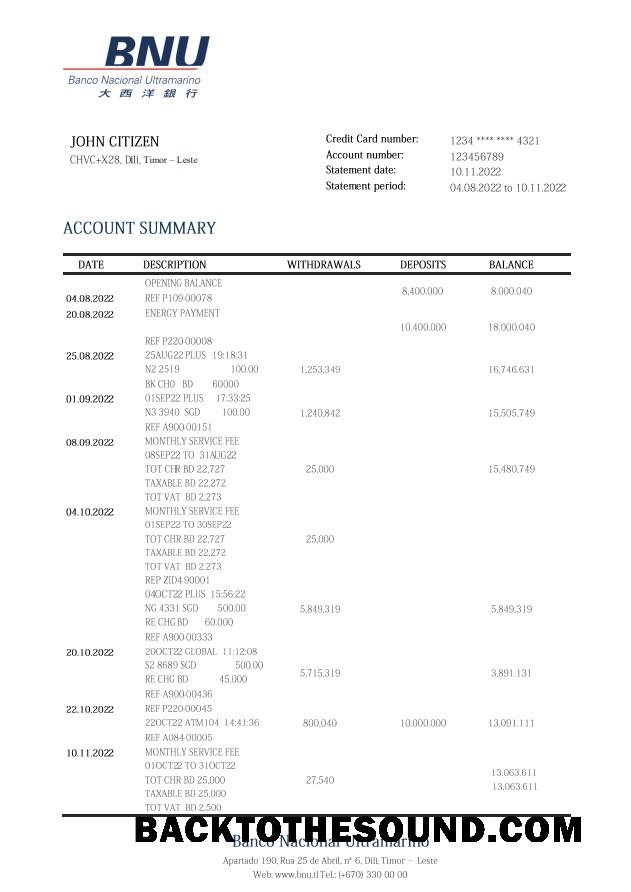 BNU
Banco Nacional Ultramarino
大西洋銀行
JOHN CITIZEN
CHVC+X28, Dili, Timor – Leste
Credit Card number: 1234 **** **** 4321
Account number: 123456789
Statement date: 10.11.2022
Statement period: 04.08.2022 to 10.11.2022
ACCOUNT SUMMARY
DATE DESCRIPTION WITHDRAWALS DEPOSITS BALANCE
OPENING BALANCE
8,400.000 8.000.040
04.08.2022 REF P109-00078
20.08.2022 ENERGY PAYMENT
10.400.000 18.000.040
REF P220-00008
25.08.2022 25AUG22 PLUS 19:18:31
N2 2519 100.00 1,253,349 16,746.631
BK CHO BD 60000
01.09.2022 01SEP22 PLUS 17:33:25
N3 3940 SGD 100.00 1,240,842 15,505,749
REF A900-00151
08.09.2022 MONTHLY SERVICE FEE
08SEP22 TO 31AUG22
TOT CHR BD 22,727 25,000 15,480,749
TAXABLE BD 22,272
TOT VAT BD 2,273
04.10.2022 MONTHLY SERVICE FEE
01SEP22 TO 30SEP22
TOT CHR BD 22,727 25,000
TAXABLE BD 22,272
TOT VAT BD 2,273
REP ZID4-90001
04OCT22 PLUS 15:56:22
NG 4331 SGD 500.00 5,849,319 5,849,319
RE CHG BD 60.000
REF A900-00333
20.10.2022 20OCT22 GLOBAL 11:12:08
S2 8689 SGD 500.00
5,715,319 3,891.131
RE CHG BD 45.000
REF A900-00436
22.10.2022 REF P220-00045
22OCT22 ATM104 14:41:36 800,040 10.000.000 13,091.111
REF A084-00005
10.11.2022 MONTHLY SERVICE FEE
01OCT22 TO 31OCT22
13,063.611
TOT CHR BD 25,000 27,540
13,063.611
TAXABLE BD 25,000
TOT VAT BD 2,500
BACKTOTHESOUND.COM
Banco Nacional Ultramarino
Apartado 190, Rua 25 de Abril, nº 6, Dili, Timor – Leste
Web: www.bnu.tl Tel.: (+670) 330 00 00